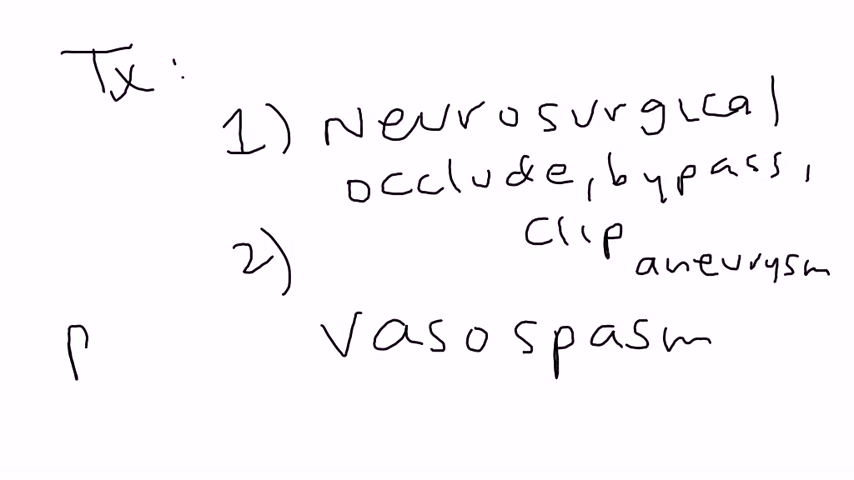 Tx:
1) Neurosurgical
occlude, bypass,
clip
aneurysm
2)
p vasospasm